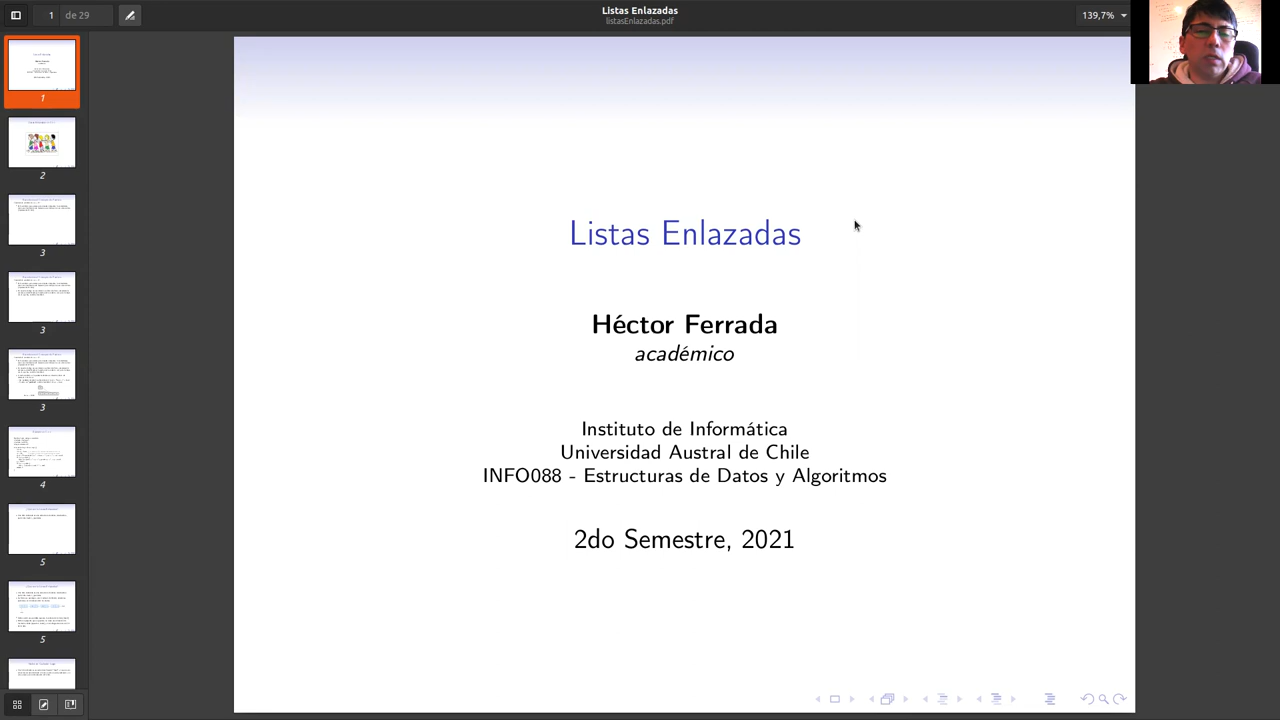 Listas Enlazadas
listasEnlazadas.pdf
1 de 29
139,7%
1
2
3
3
3
4
5
5
Listas Enlazadas
Héctor Ferrada
académico
Instituto de Informática
Universidad Austral de Chile
INFO088 - Estructuras de Datos y Algoritmos
2do Semestre, 2021